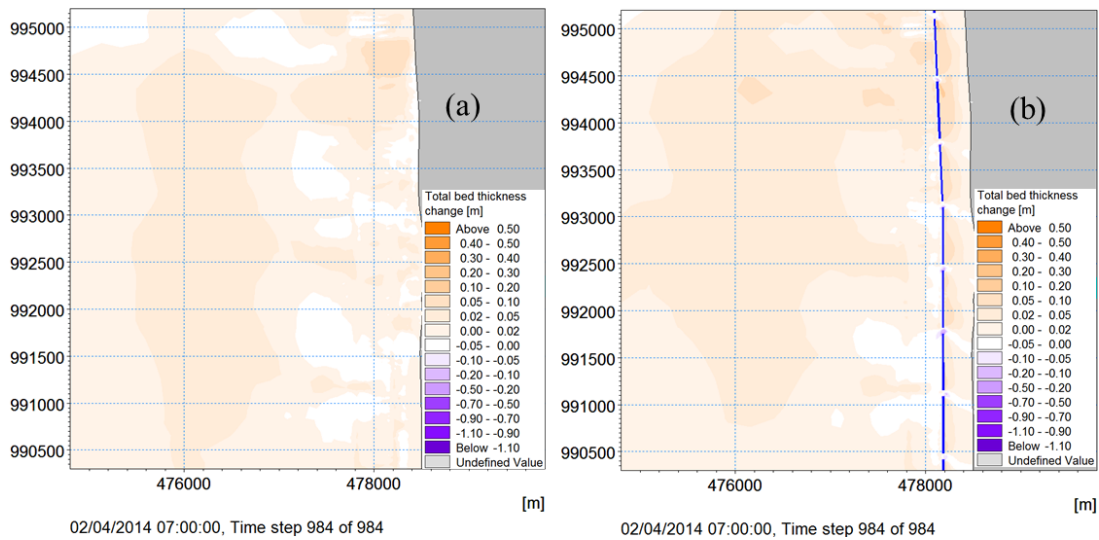 995000
994500
994000
993500
993000
992500
992000
991500
991000
990500
(a)
Total bed thickness
change [m]
Above 0.50
0.40 - 0.50
0.30 - 0.40
0.20 - 0.30
0.10 - 0.20
0.05 - 0.10
0.02 - 0.05
0.00 - 0.02
-0.05 - 0.00
-0.10 - -0.05
-0.20 - -0.10
-0.50 - -0.20
-0.70 - -0.50
-0.90 - -0.70
-1.10 - -0.90
Below -1.10
Undefined Value
476000 478000
[m]
02/04/2014 07:00:00, Time step 984 of 984
995000
994500
994000
993500
993000
992500
992000
991500
991000
990500
(b)
Total bed thickness
change [m]
Above 0.50
0.40 - 0.50
0.30 - 0.40
0.20 - 0.30
0.10 - 0.20
0.05 - 0.10
0.02 - 0.05
0.00 - 0.02
-0.05 - 0.00
-0.10 - -0.05
-0.20 - -0.10
-0.50 - -0.20
-0.70 - -0.50
-0.90 - -0.70
-1.10 - -0.90
Below -1.10
Undefined Value
476000 478000
[m]
02/04/2014 07:00:00, Time step 984 of 984